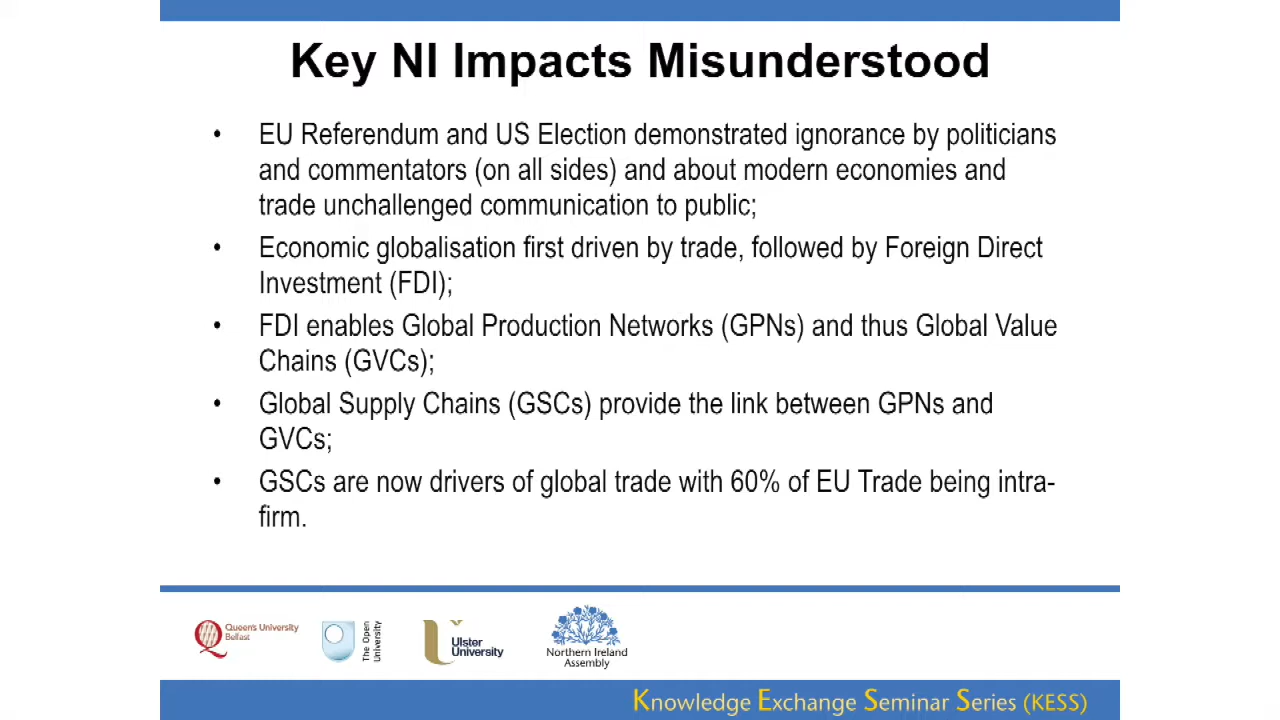 Key NI Impacts Misunderstood
• EU Referendum and US Election demonstrated ignorance by politicians
and commentators (on all sides) and about modern economies and
trade unchallenged communication to public;
• Economic globalisation first driven by trade, followed by Foreign Direct
Investment (FDI);
• FDI enables Global Production Networks (GPNs) and thus Global Value
Chains (GVCs);
• Global Supply Chains (GSCs) provide the link between GPNs and
GVCs;
• GSCs are now drivers of global trade with 60% of EU Trade being intra-
firm.
Queen's University
Belfast
The Open
University
Ulster
University
Northern Ireland
Assembly
Knowledge Exchange Seminar Series (KESS)